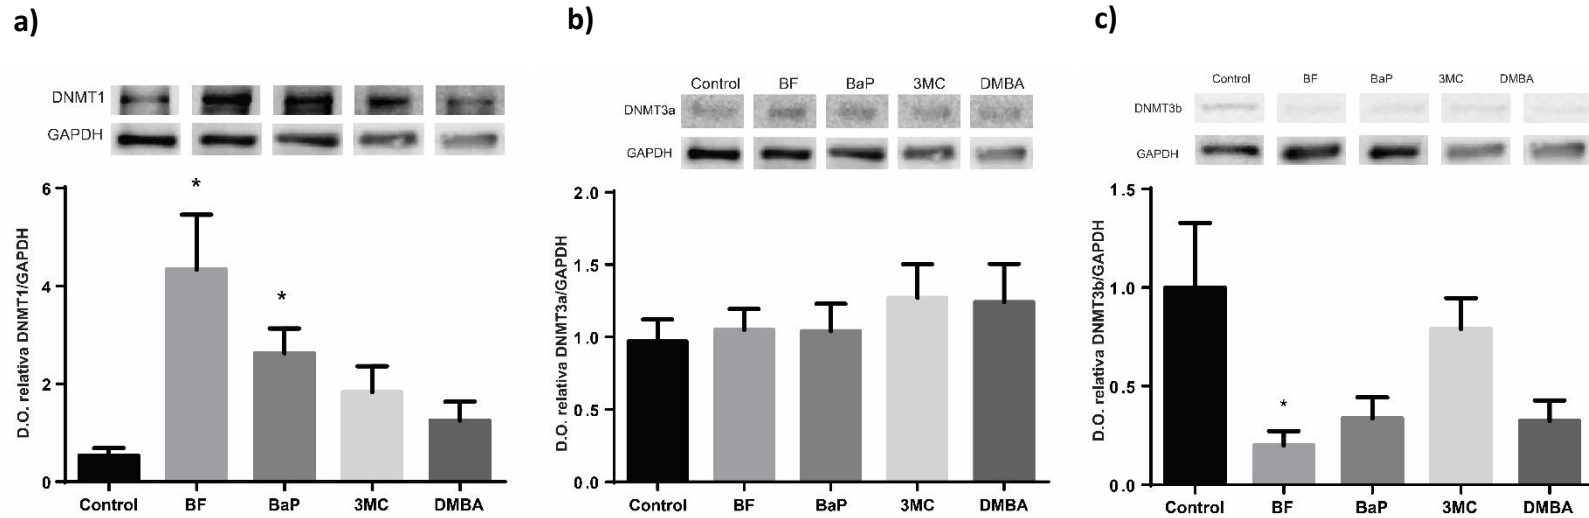 a)
DNMT1
GAPDH
*
*
6
4
2
0
D.O. relativa DNMT1/GAPDH
Control BF BaP 3MC DMBA
b)
Control BF BaP 3MC DMBA
DNMT3a
GAPDH
2.0
1.5
1.0
0.5
0.0
D.O. relativa DNMT3a/GAPDH
Control BF BaP 3MC DMBA
c)
Control BF BaP 3MC DMBA
DNMT3b
GAPDH
1.5
1.0
0.5
0.0
*
D.O. relativa DNMT3b/GAPDH
Control BF BaP 3MC DMBA